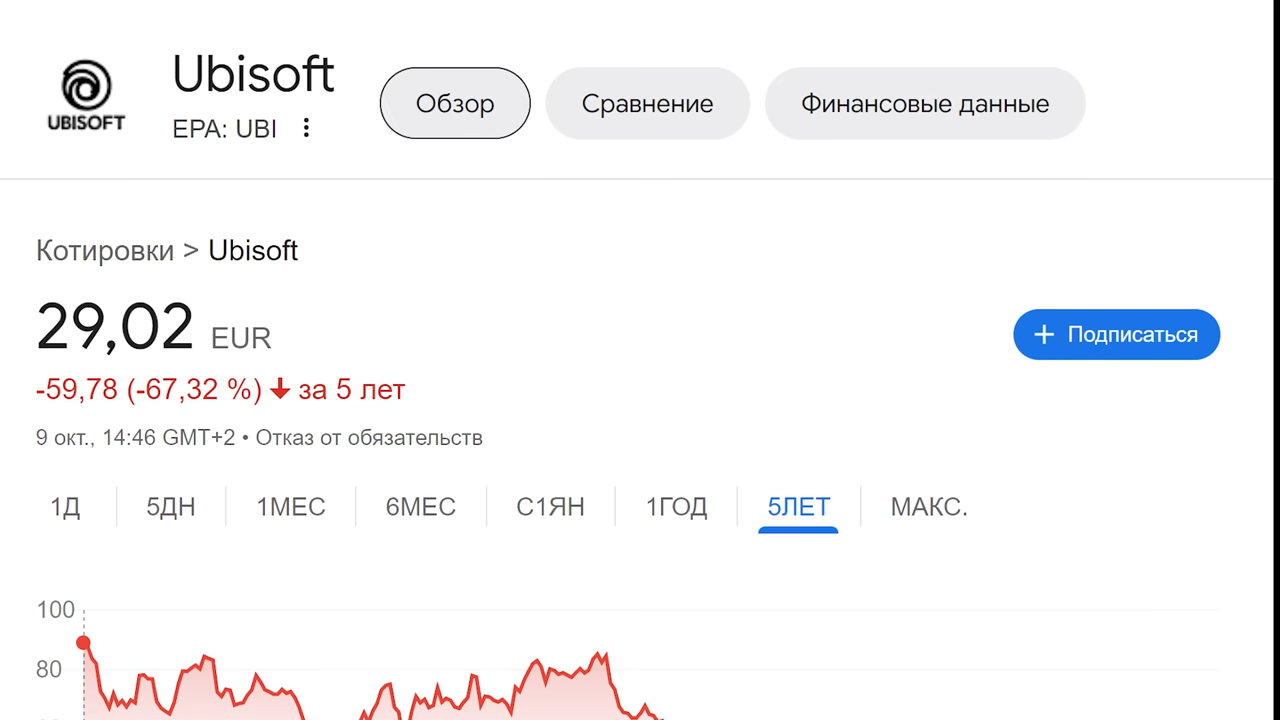 UBISOFT
Ubisoft
EPA: UBI
Обзор
Сравнение
Финансовые данные
Котировки > Ubisoft
29,02 EUR
+ Подписаться
-59,78 (-67,32 %) ↓ за 5 лет
9 окт., 14:46 GMT+2 • Отказ от обязательств
1Д
5ДН
1МЕС
6МЕС
С1ЯН
1ГОД
5ЛЕТ
МАКС.
100
80